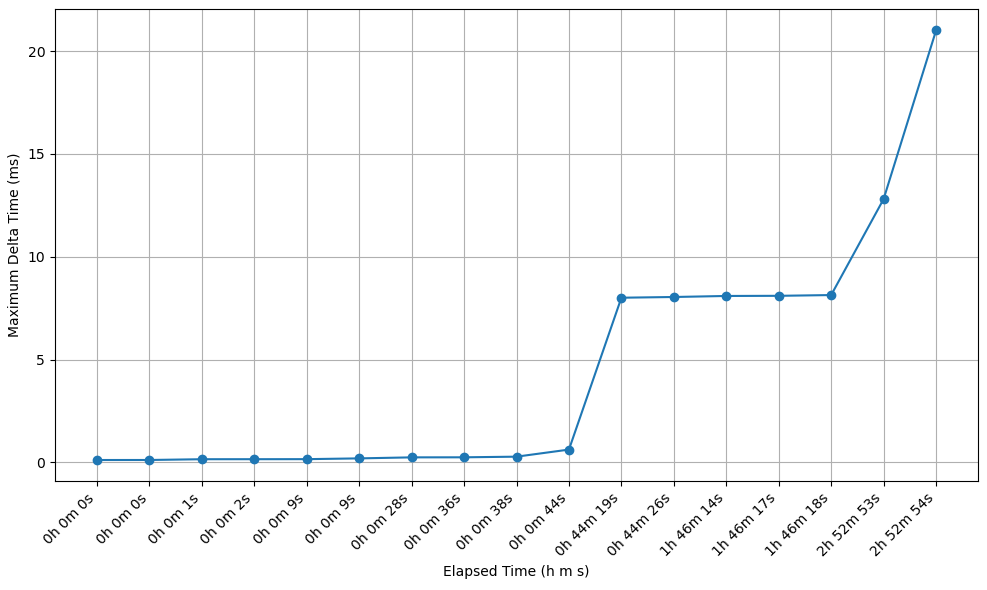 20
15
10
5
0
Maximum Delta Time (ms)
0h 0m 0s
0h 0m 0s
0h 0m 1s
0h 0m 2s
0h 0m 9s
0h 0m 9s
0h 0m 28s
0h 0m 36s
0h 0m 38s
0h 0m 44s
0h 44m 19s
0h 44m 26s
1h 46m 14s
1h 46m 17s
1h 46m 18s
2h 52m 53s
2h 52m 54s
Elapsed Time (h m s)